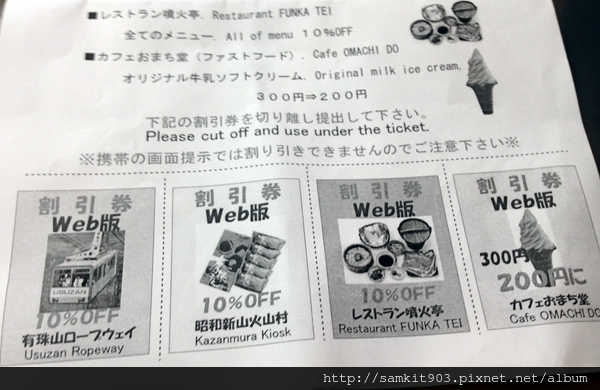 ■レストラン噴火亭、Restaurant FUNKA TEI
全てのメニュー、All of menu 10%OFF
■カフェおまち堂（ファストフード）、Cafe OMACHI DO
オリジナル牛乳ソフトクリーム、Original milk ice cream.
300円⇒200円
下記の割引券を切り離し提出して下さい。
Please cut off and use under the ticket.
※携帯の画面提示では割り引きできませんのでご注意下さい※
割引券
Web版
USUZAN
10%OFF
有珠山ロープウェイ
Usuzan Ropeway
割引券
Web版
10%OFF
昭和新山火山村
Kazanmura Kiosk
割引券
Web版
10%OFF
レストラン噴火亭
Restaurant FUNKA TEI
割引券
Web版
300円
200円に
カフェおまち堂
Cafe OMACHI DO
http://samkit903.pixnet.net/album